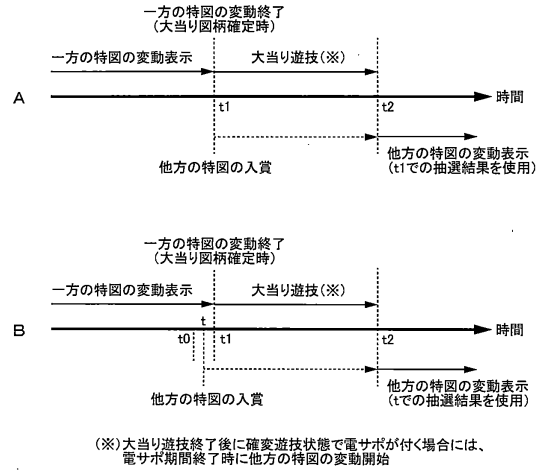 一方の特図の変動終了
(大当り図柄確定時)
一方の特図の変動表示
大当り遊技(※)
A
時間
t1
t2
他方の特図の入賞
他方の特図の変動表示
(t1での抽選結果を使用)
一方の特図の変動終了
(大当り図柄確定時)
一方の特図の変動表示
大当り遊技(※)
t
B
時間
t0
t1
t2
他方の特図の入賞
他方の特図の変動表示
(tでの抽選結果を使用)
(※)大当り遊技終了後に確変遊技状態で電サポが付く場合には、
電サポ期間終了時に他方の特図の変動開始